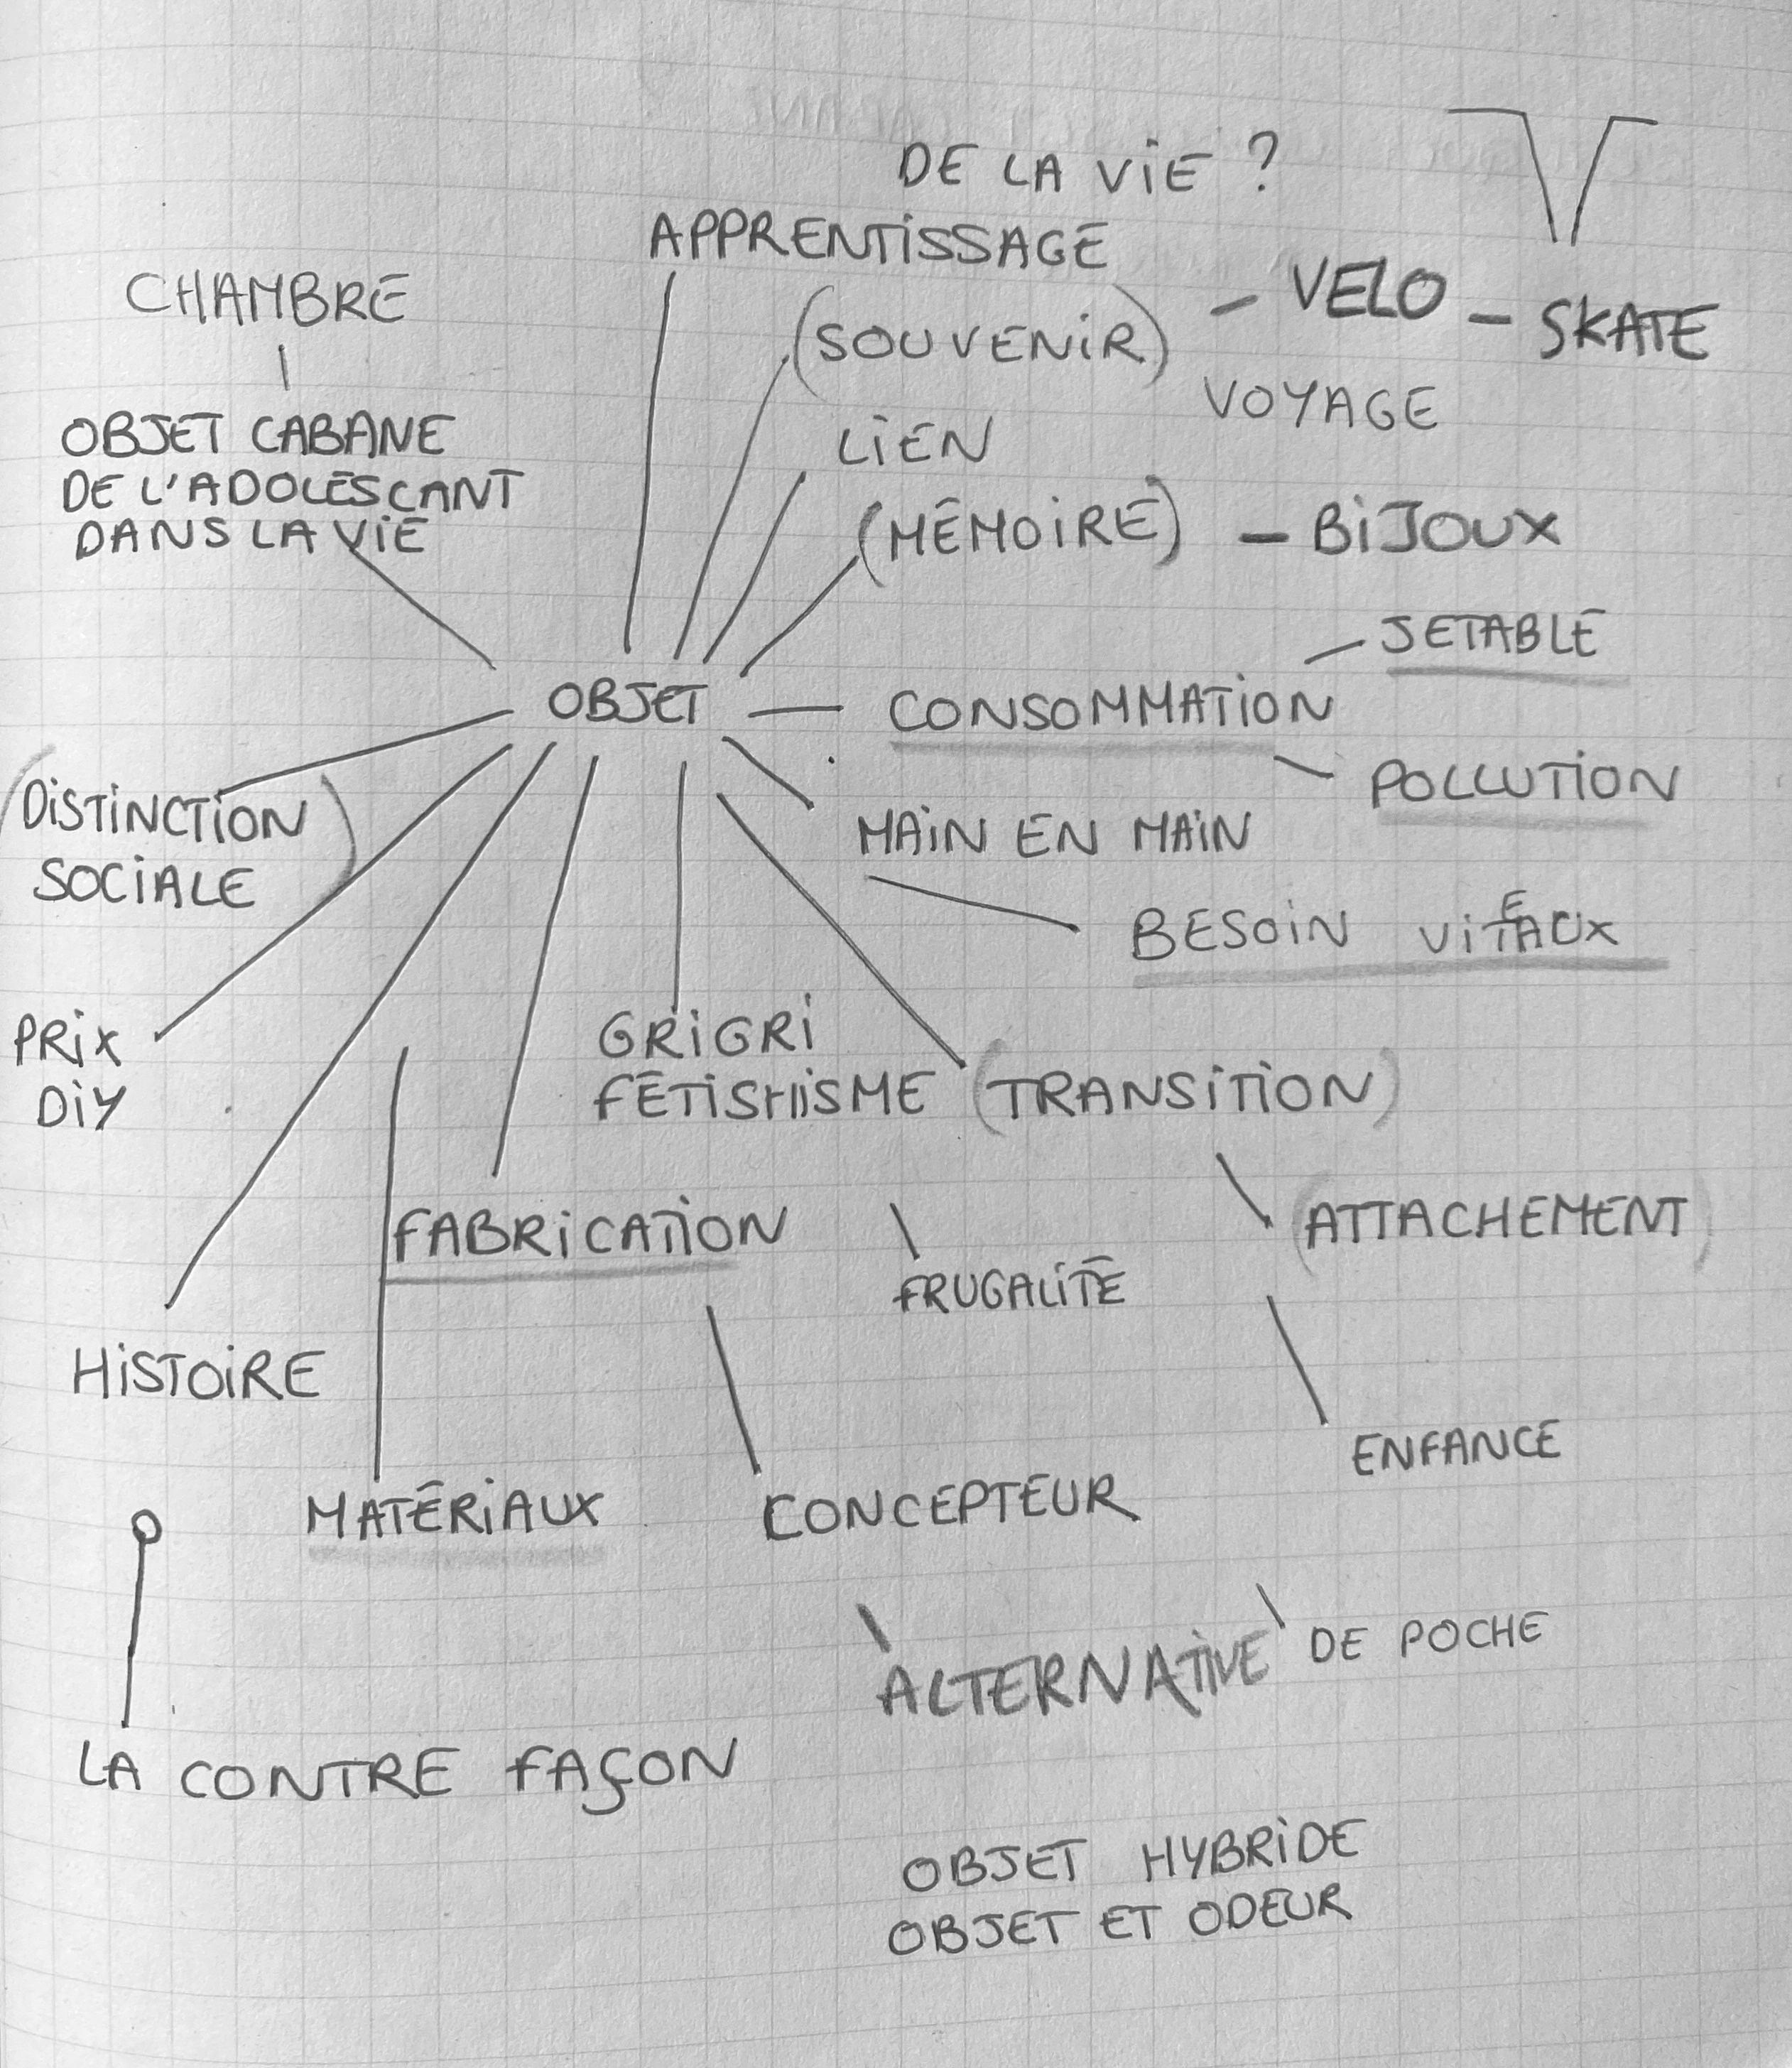 DE LA ViE ?
APPRENTiSSAGE
CHAMBRE
(SOUVENiR) - VELO - SKATE
VOYAGE
OBJET CABANE
DE L'ADOLESCANT
DANS LA ViE
LiEN
(MÉMOiRE) - BiJOUX
JETABLE
OBJET - CONSOMMATiON
POLLUTiON
(DiSTiNCTiON
SOCiALE)
MAiN EN MAiN
BESOiN
PRiX
DiY
GRiGRi
FÉTiSHiSME (TRANSiTiON)
FABRiCATiON
(ATTACHEMENT)
FRUGALiTÉ
HiSTOiRE
ENFANCE
MATÉRiAUX
CONCEPTEUR
ALTERNATiVE DE POCHE
LA CONTRE FAÇON
OBJET HYBRiDE
OBJET ET ODEUR